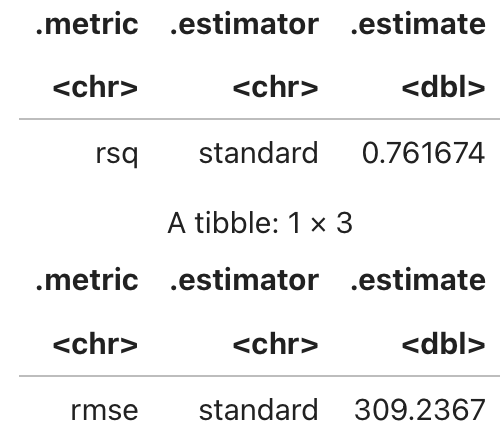 .metric .estimator .estimate
<chr> <chr> <dbl>
rsq standard 0.761674
A tibble: 1 × 3
.metric .estimator .estimate
<chr> <chr> <dbl>
rmse standard 309.2367